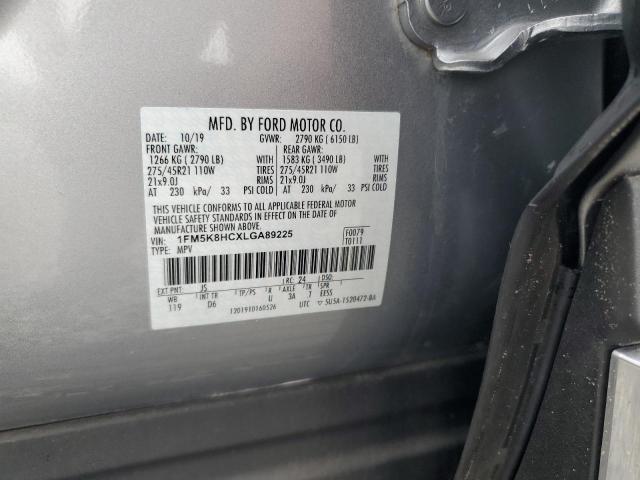 MFD. BY FORD MOTOR CO.
DATE: 10/19 GVWR: 2790 KG ( 6150 LB)
FRONT GAWR: REAR GAWR:
1266 KG ( 2790 LB) WITH 1583 KG ( 3490 LB) WITH
275/45R21 110W TIRES 275/45R21 110W TIRES
21x9.0J RIMS 21x9.0J RIMS
AT 230 kPa/ 33 PSI COLD AT 230 kPa/ 33 PSI COLD
THIS VEHICLE CONFORMS TO ALL APPLICABLE FEDERAL MOTOR
VEHICLE SAFETY STANDARDS IN EFFECT ON THE DATE OF
MANUFACTURE SHOWN ABOVE.
VIN: 1FM5K8HCXLGA89225 F0079
TYPE: MPV T0111
EXT PNT: JS RC: 24 DSO:
WB INT TR TP/PS R AXLE TR SPR
119 D6 U 3A T EESS
1201910160526 UTC ▽ 5U5A-1520472-BA